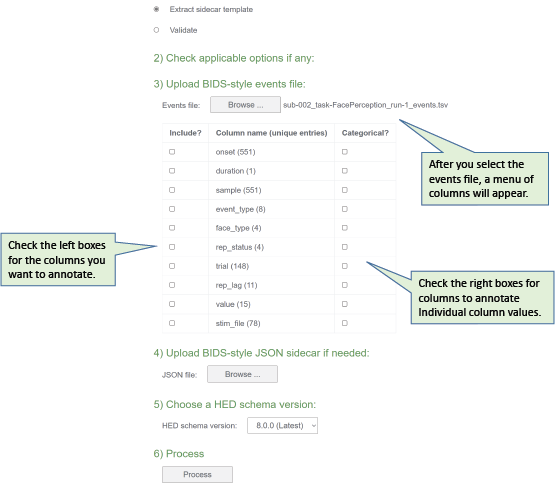 Extract sidecar template
Validate
2) Check applicable options if any:
3) Upload BIDS-style events file:
Events file: Browse ... sub-002_task-FacePerception_run-1_events.tsv
Include? Column name (unique entries) Categorical?
onset (551)
duration (1)
sample (551)
event_type (8)
face_type (4)
rep_status (4)
trial (148)
rep_lag (11)
value (15)
stim_file (78)
After you select the
events file, a menu of
columns will appear.
Check the left boxes
for the columns you
want to annotate.
Check the right boxes for
columns to annotate
Individual column values.
4) Upload BIDS-style JSON sidecar if needed:
JSON file: Browse ...
5) Choose a HED schema version:
HED schema version: 8.0.0 (Latest)
6) Process
Process